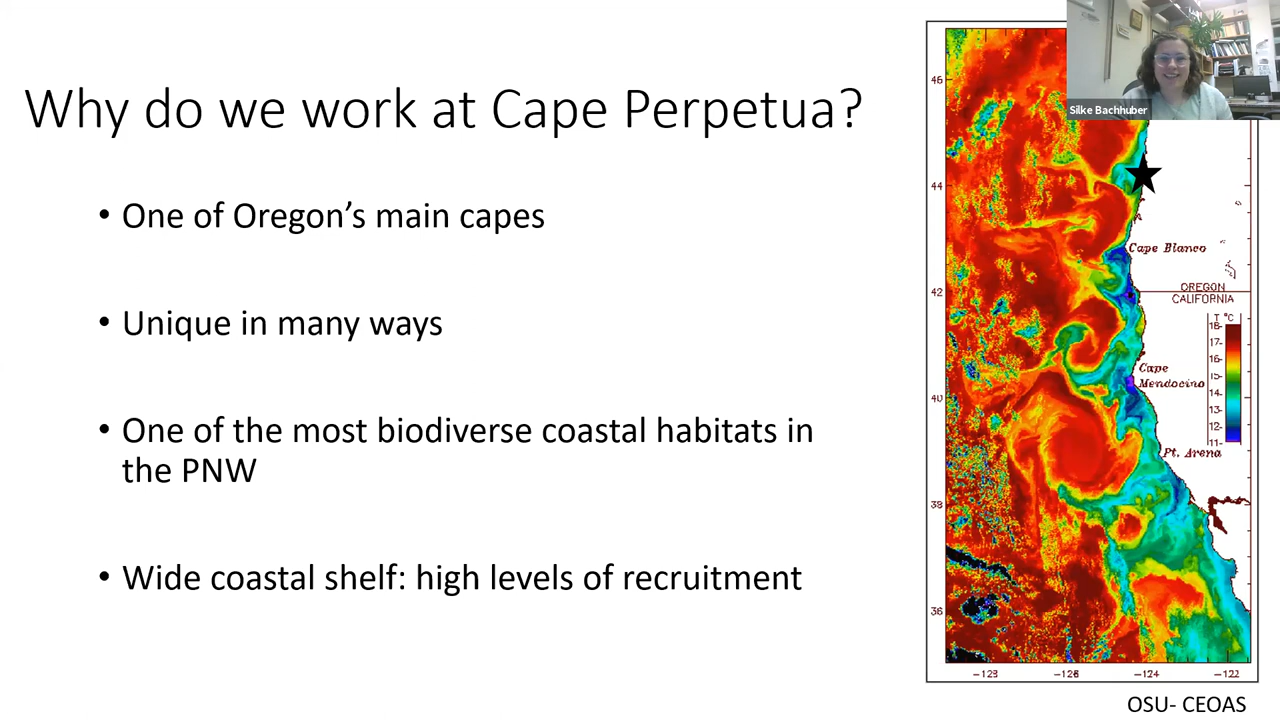 Why do we work at Cape Perpetua?
• One of Oregon's main capes
• Unique in many ways
• One of the most biodiverse coastal habitats in
the PNW
• Wide coastal shelf: high levels of recruitment
Silke Bachhuber
46
44
42
40
38
36
Cape Blanco
OREGON
CALIFORNIA
T °C
18
17
16
15
14
13
12
11
Cape
Mendocino
Pt. Arena
-128
-126
-124
-122
OSU- CEOAS